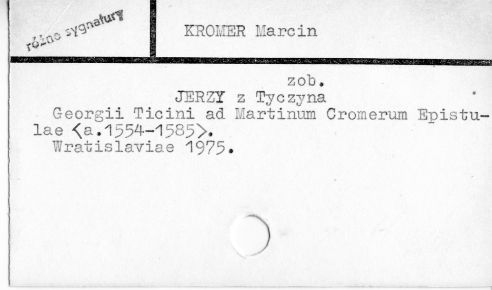 różne sygnatury
KROMER Marcin
zob.
JERZY z Tyczyna
Georgii Ticini ad Martinum Cromerum Epistu-
lae <a.1554-1585>.
Wratislaviae 1975.